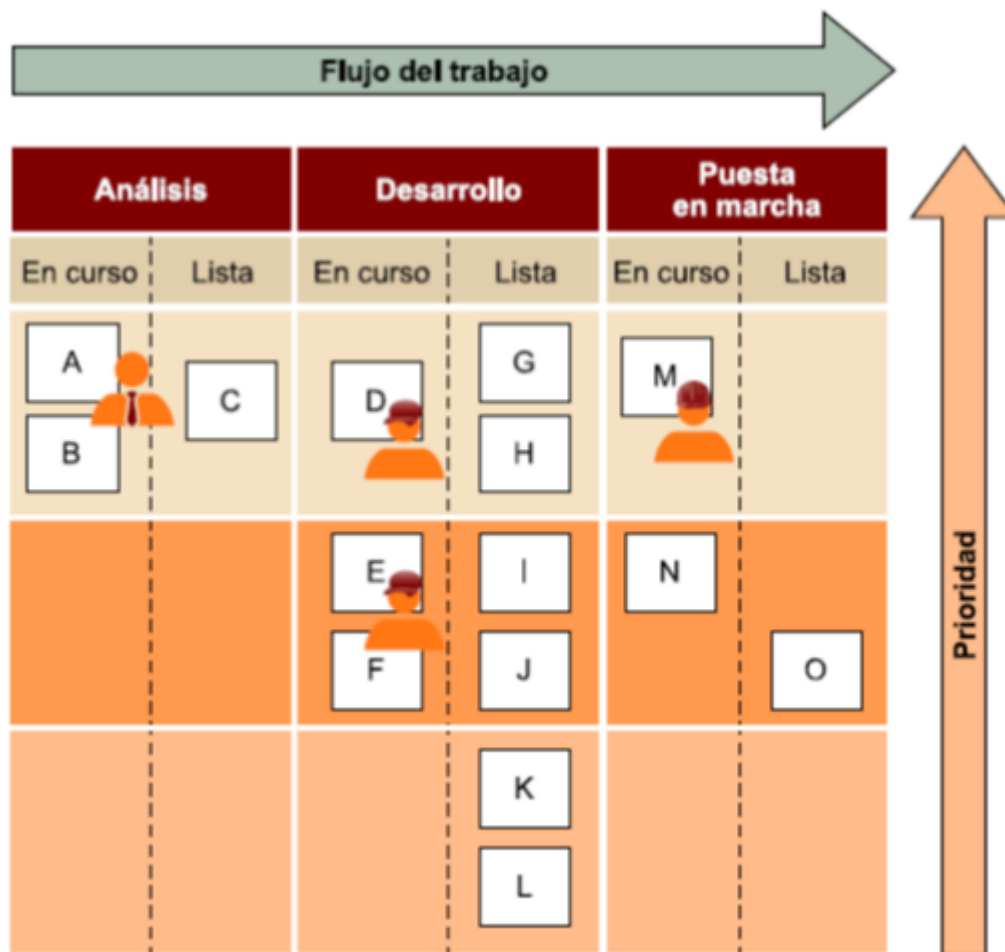 Flujo del trabajo
Análisis
Desarrollo
Puesta
en marcha
En curso
Lista
En curso
Lista
En curso
Lista
A
B
C
D
G
H
M
E
F
I
J
N
O
K
L
Prioridad